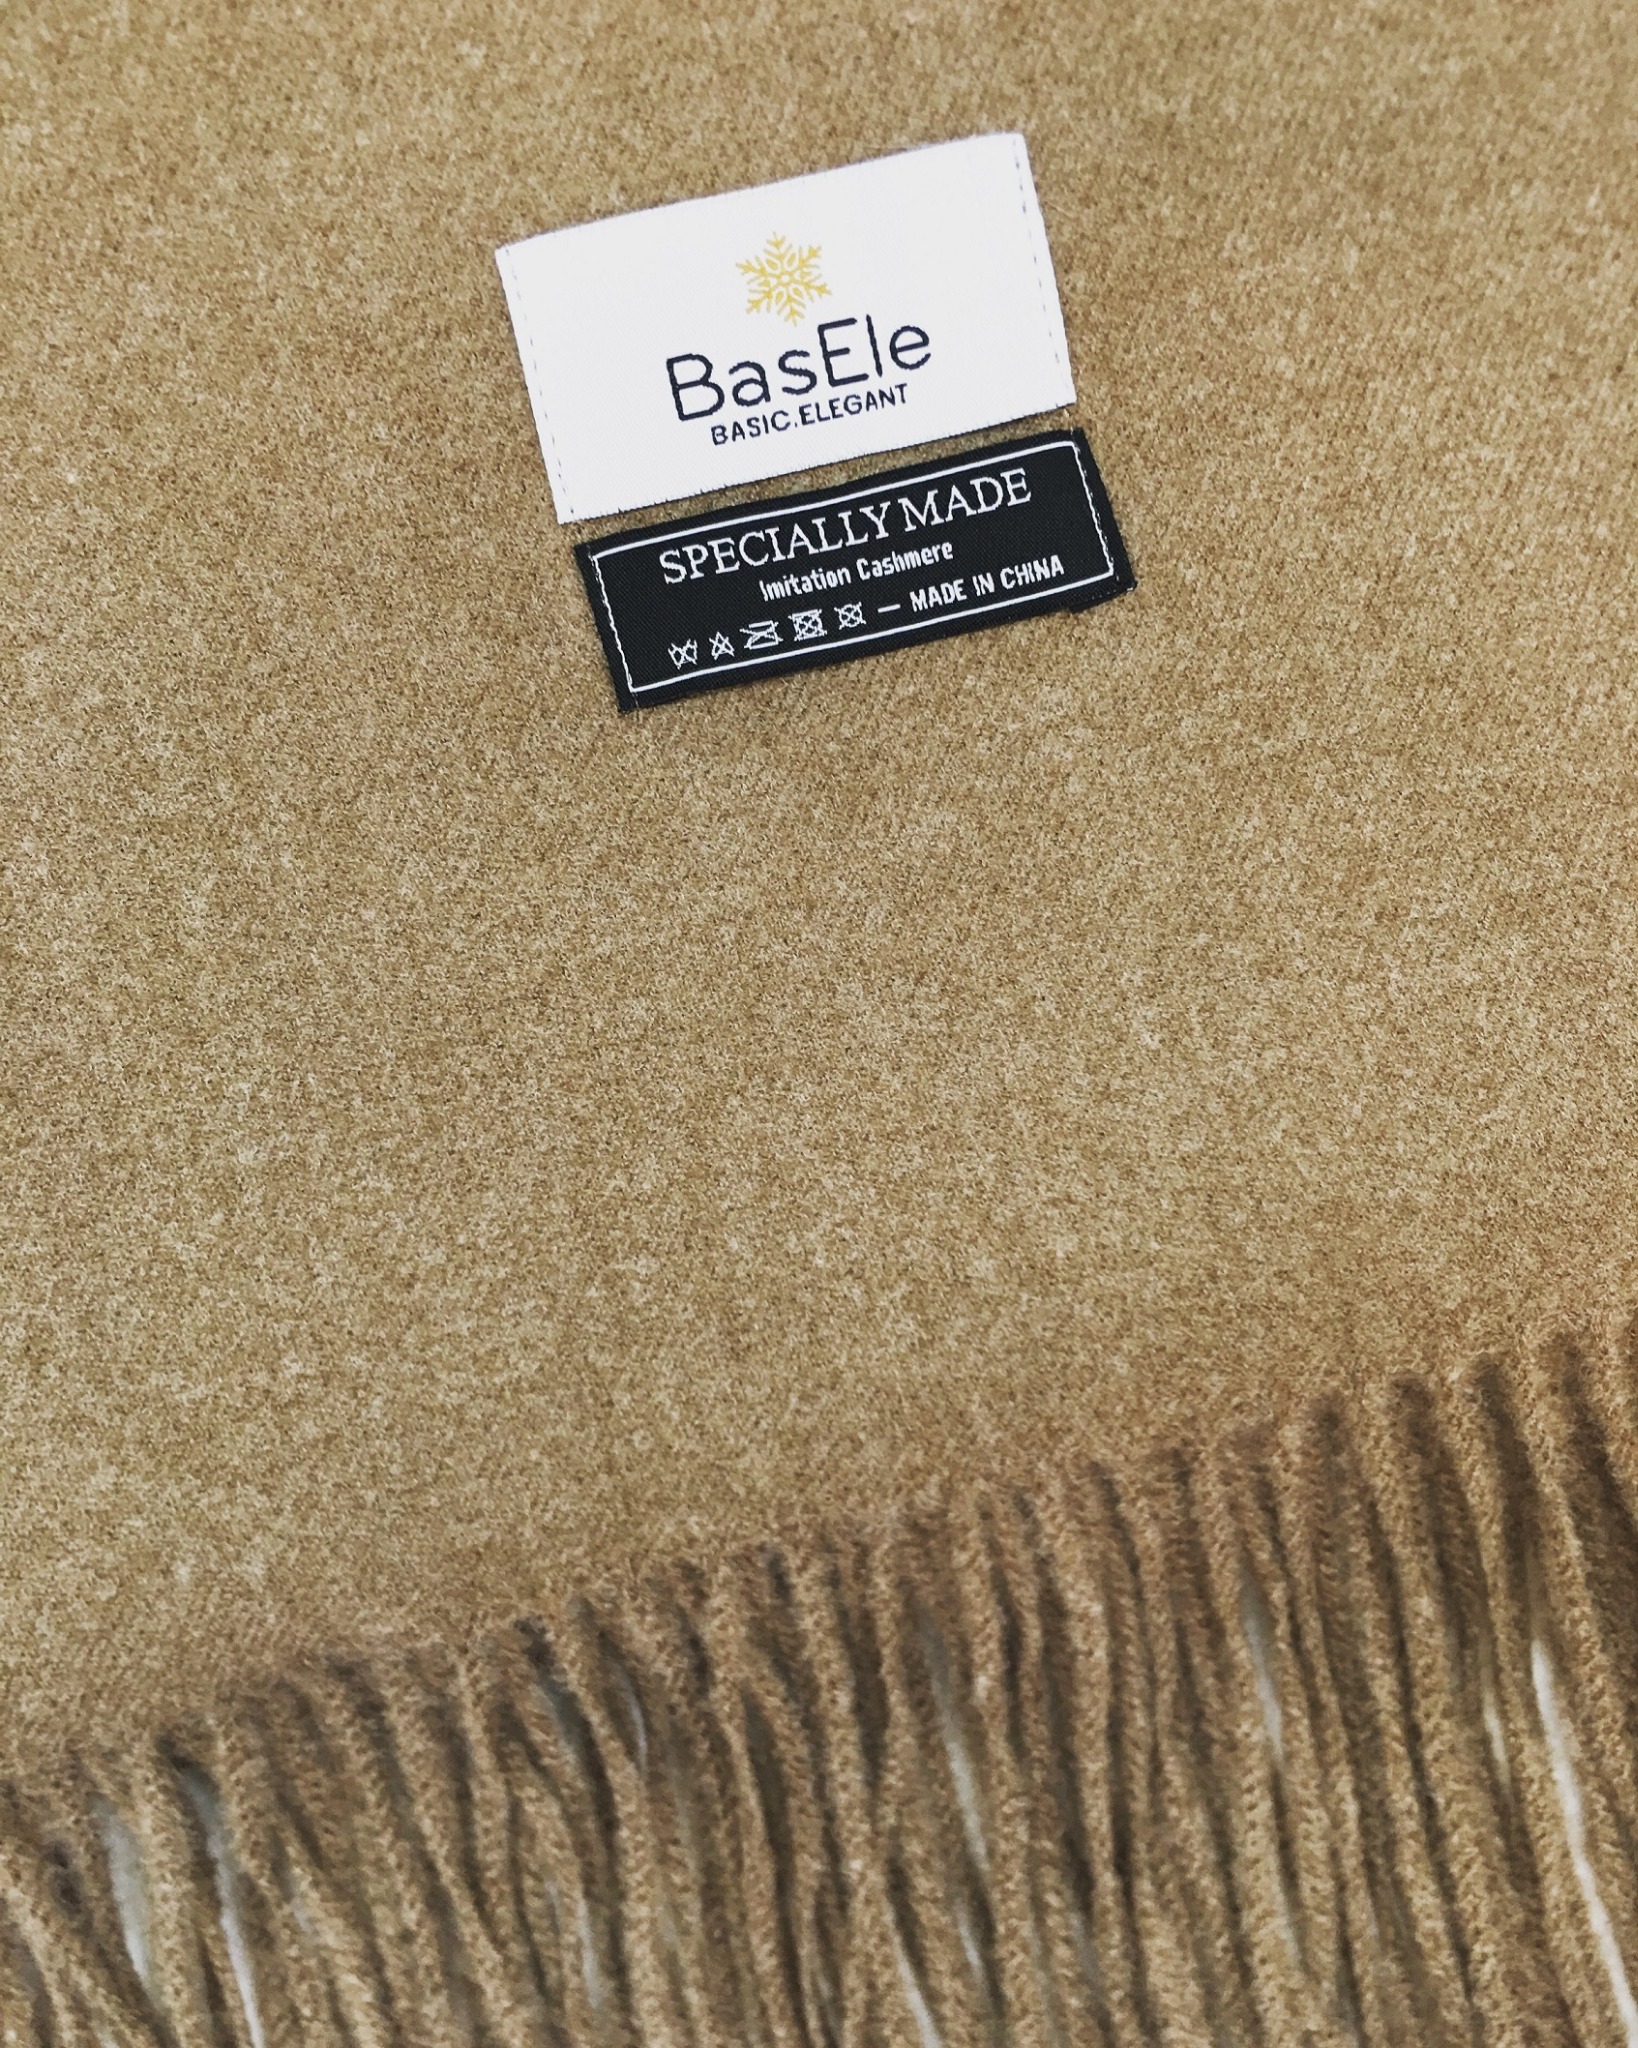 BasEle
BASIC.ELEGANT
SPECIALLY MADE
Imitation Cashmere
— MADE IN CHINA